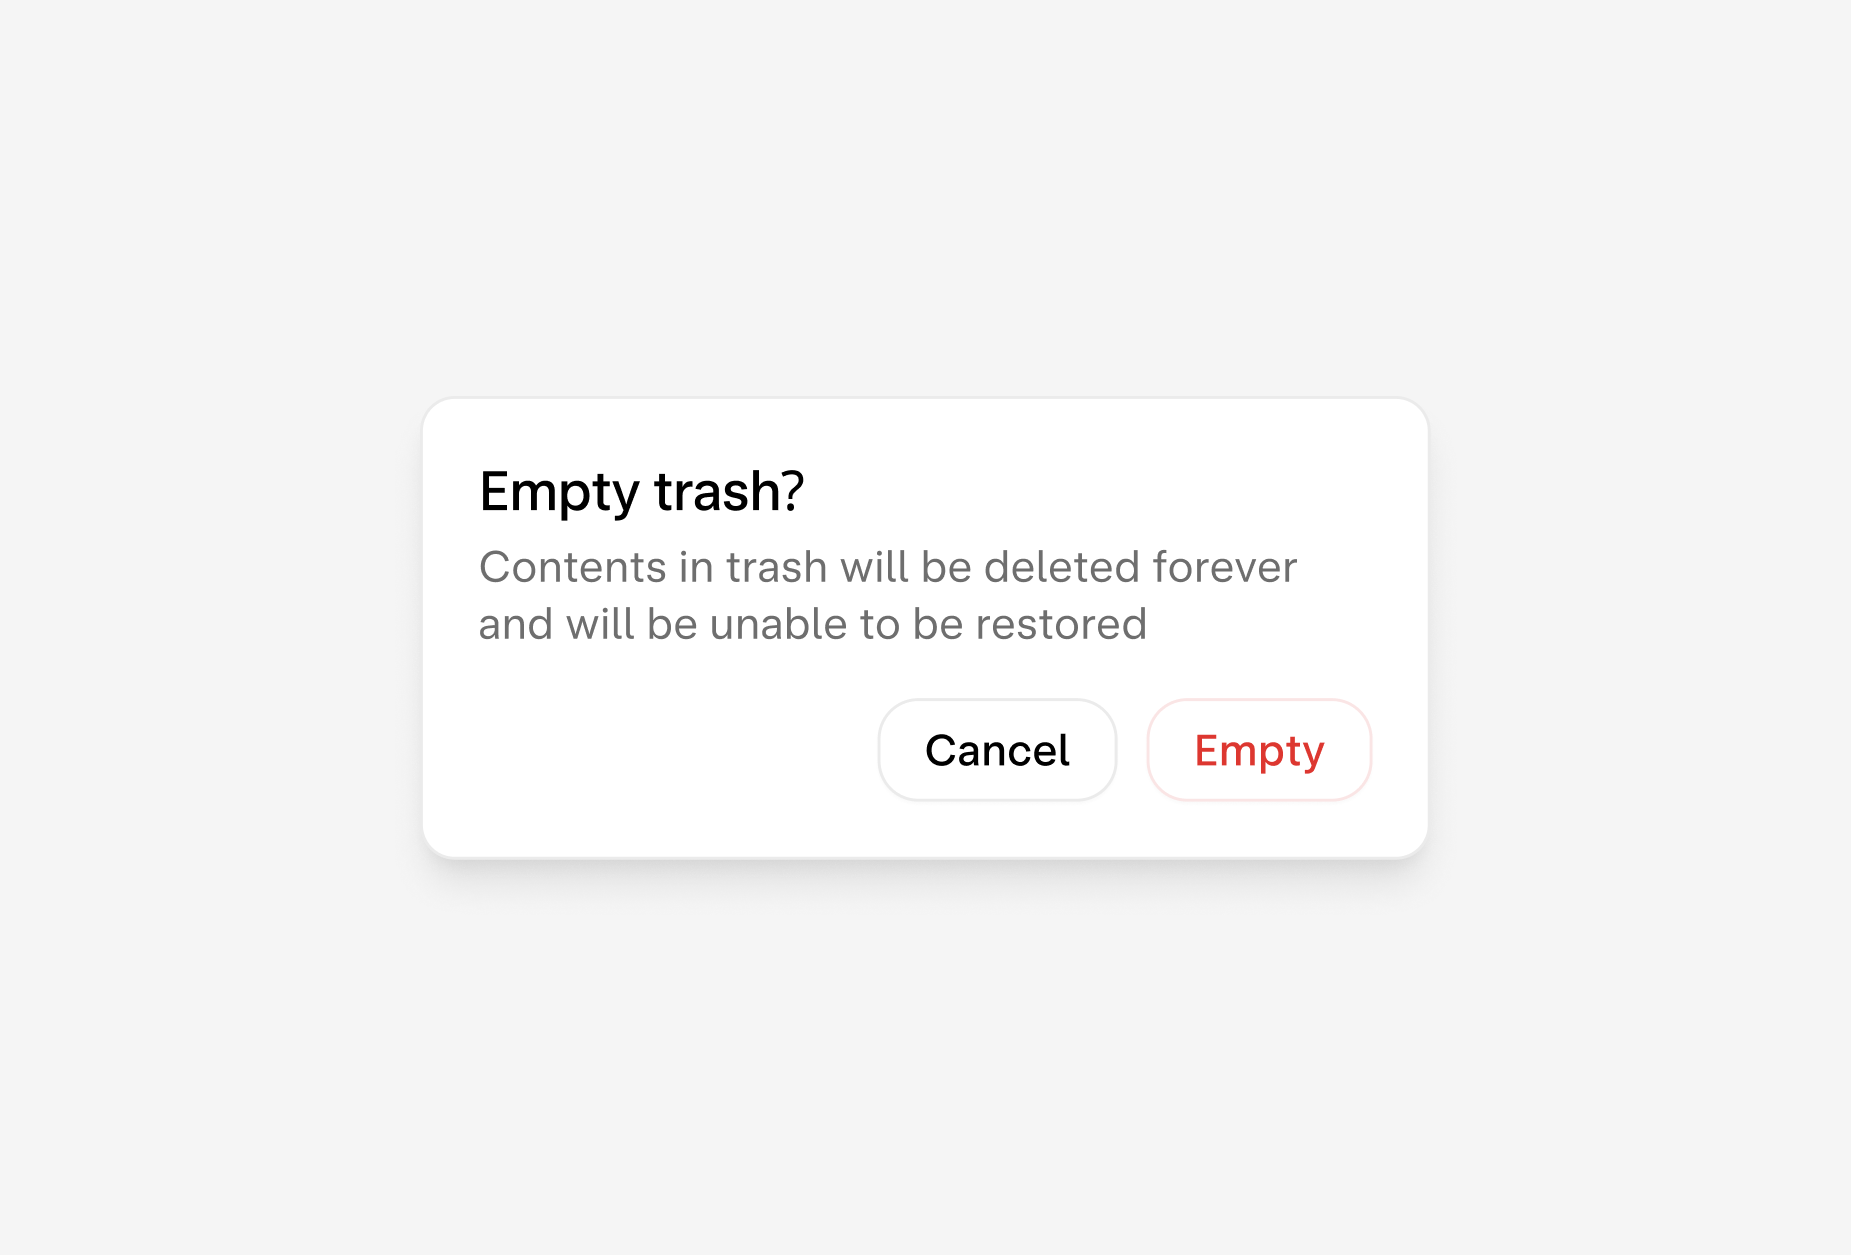 Empty trash?
Contents in trash will be deleted forever
and will be unable to be restored
Cancel
Empty